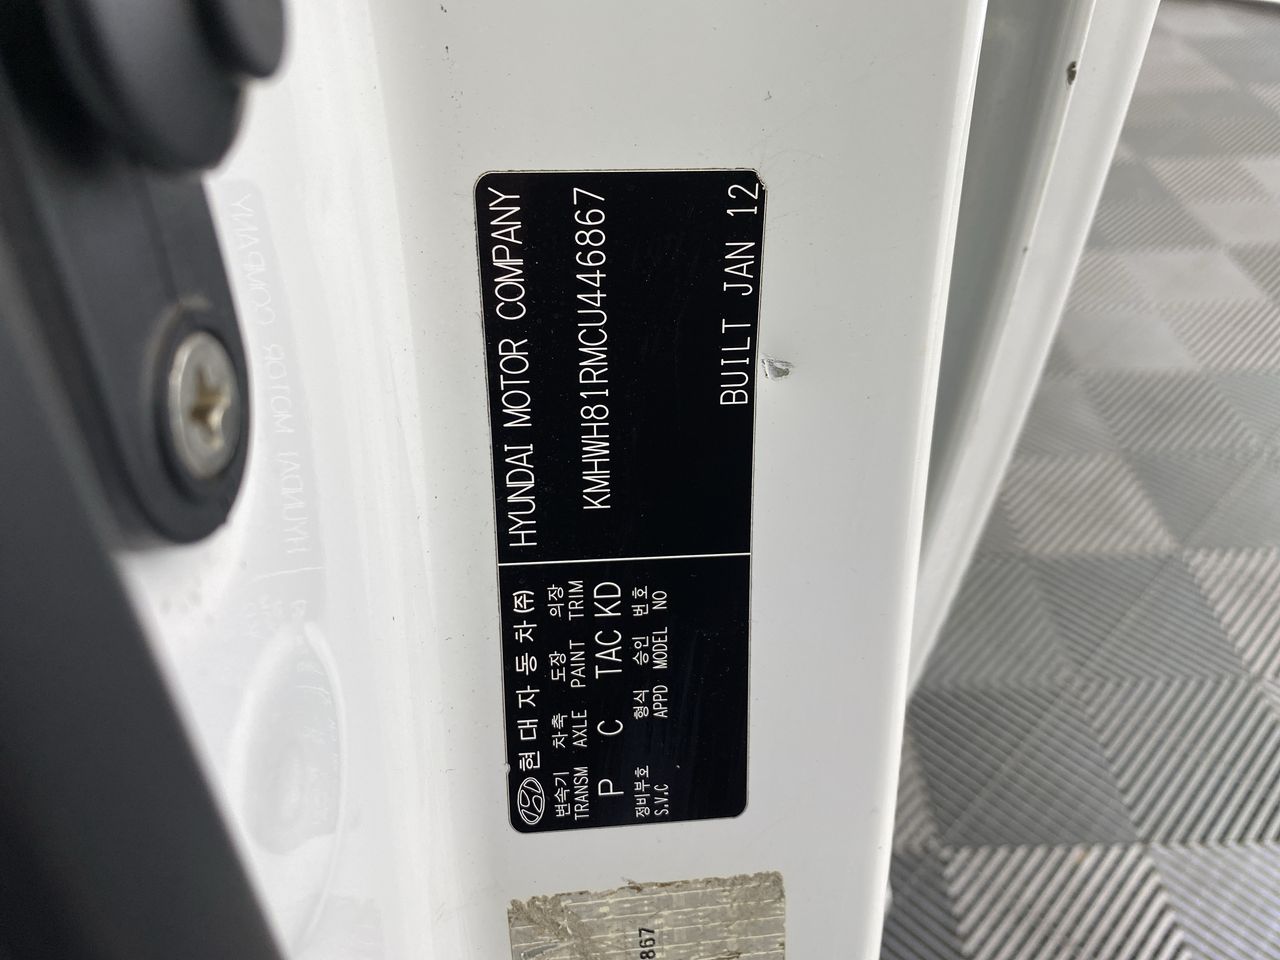 현대자동차(주)
HYUNDAI MOTOR COMPANY
변속기 차축 도장 의장
TRANSM AXLE PAINT TRIM
P C TAC KD
KMHWH81RMCU446867
정비부호 형식 승인 번호
S.V.C APPD MODEL NO
BUILT JAN 12
867